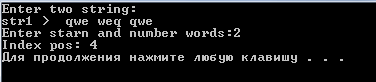 Enter two string:
str1 > qwe weq qwe
Enter starn and number words:2
Index pos: 4
Для продолжения нажмите любую клавишу . . .